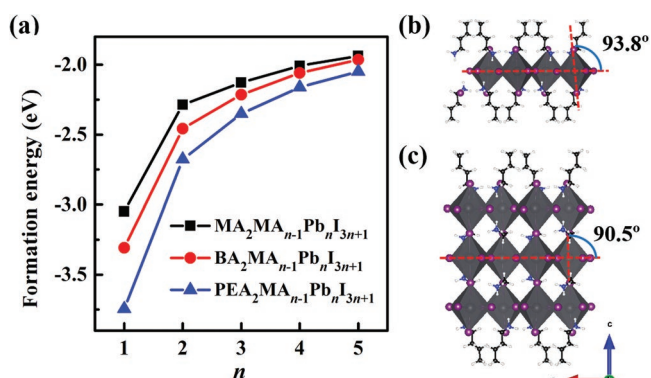 (a)
Formation energy (eV)
-2.0
-2.5
-3.0
-3.5
MA₂MAₙ₋₁PbₙI₃ₙ₊₁
BA₂MAₙ₋₁PbₙI₃ₙ₊₁
PEA₂MAₙ₋₁PbₙI₃ₙ₊₁
1 2 3 4 5
n
(b)
93.8°
(c)
90.5°
c